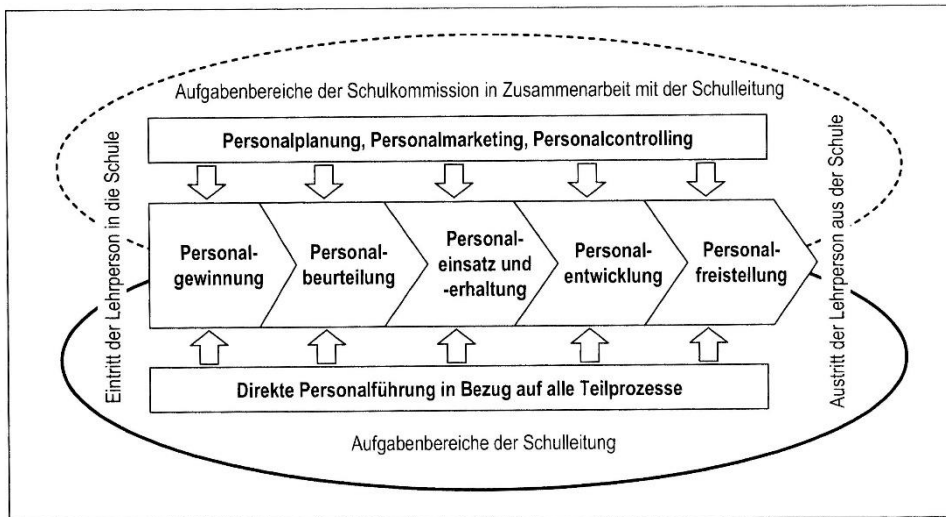 Aufgabenbereiche der Schulkommission in Zusammenarbeit mit der Schulleitung
Personalplanung, Personalmarketing, Personalcontrolling
Eintritt der Lehrperson in die Schule
Personal-
gewinnung
Personal-
beurteilung
Personal-
einsatz und
-erhaltung
Personal-
entwicklung
Personal-
freistellung
Austritt der Lehrperson aus der Schule
Direkte Personalführung in Bezug auf alle Teilprozesse
Aufgabenbereiche der Schulleitung